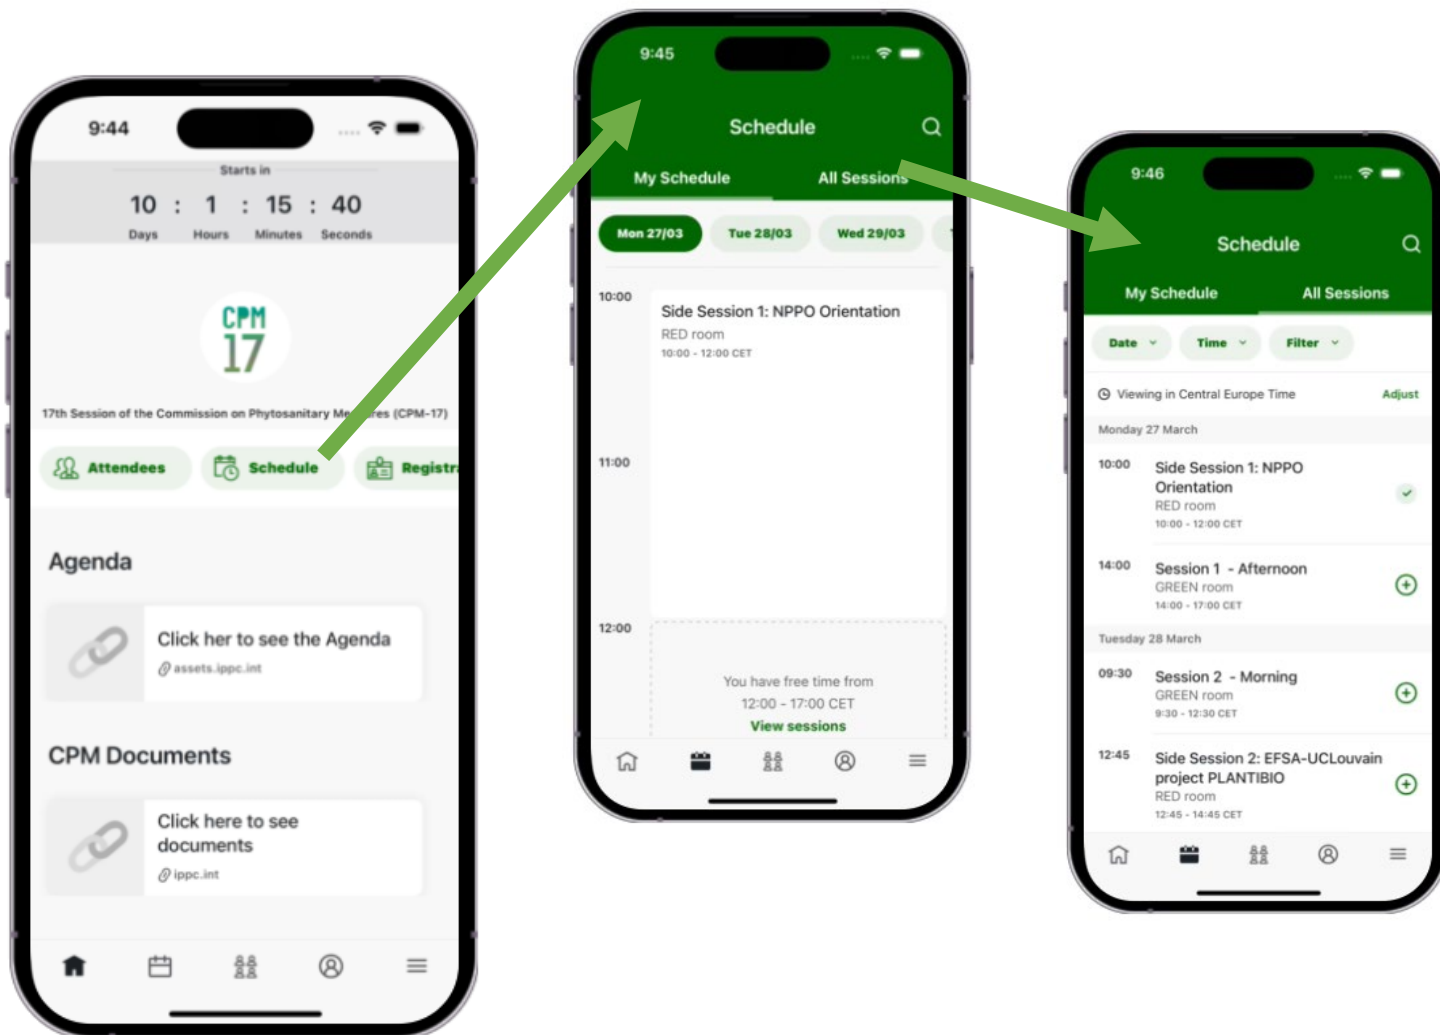 9:44
Starts in
10 : 1 : 15 : 40
Days Hours Minutes Seconds
CPM
17
17th Session of the Commission on Phytosanitary (CPM-17)
Attendees Schedule Registr
Agenda
Click her to see the Agenda
assets.ippc.int
CPM Documents
Click here to see
documents
ippc.int
9:45
Schedule
My Schedule All Sessions
Mon 27/03 Tue 28/03 Wed 29/03
10:00
Side Session 1: NPPO Orientation
RED room
10:00 - 12:00 CET
11:00
12:00
You have free time from
12:00 - 17:00 CET
View sessions
9:46
Schedule
My Schedule All Sessions
Date Time Filter
Viewing in Central Europe Time Adjust
Monday 27 March
10:00 Side Session 1: NPPO
Orientation
RED room
10:00 - 12:00 CET
14:00 Session 1 - Afternoon
GREEN room
14:00 - 17:00 CET
Tuesday 28 March
09:30 Session 2 - Morning
GREEN room
9:30 - 12:30 CET
12:45 Side Session 2: EFSA-UCLouvain
project PLANTIBIO
RED room
12:45 - 14:45 CET